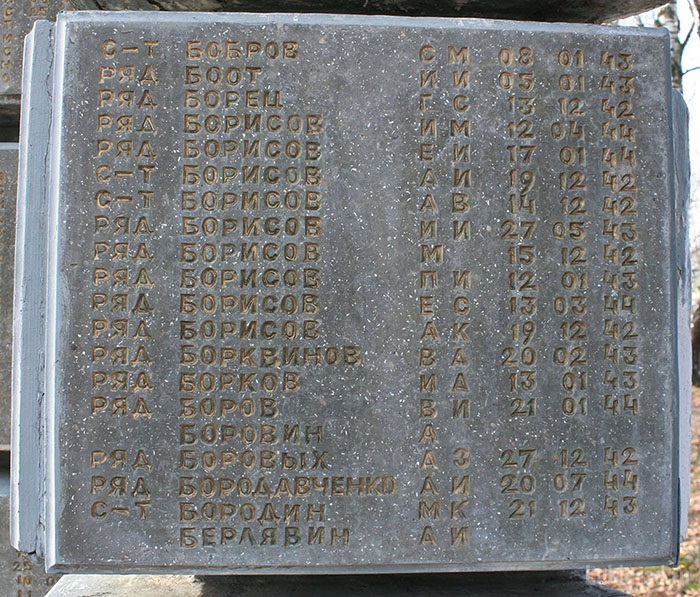 С-Т БОБРОВ С М 08 01 43
РЯД БООТ И И 05 01 43
РЯД БОРЕЦ Г С 13 12 42
РЯД БОРИСОВ И М 12 04 44
РЯД БОРИСОВ Е И 17 01 44
С-Т БОРИСОВ А И 19 12 42
С-Т БОРИСОВ А В 14 12 42
РЯД БОРИСОВ И И 27 05 43
РЯД БОРИСОВ М 15 12 42
РЯД БОРИСОВ П И 12 01 43
РЯД БОРИСОВ Е С 13 03 44
РЯД БОРИСОВ А К 19 12 42
РЯД БОРКВИНОВ В А 20 02 43
РЯД БОРКОВ И А 13 01 43
РЯД БОРОВ В И 21 01 44
БОРОВИН А
РЯД БОРОВЫХ А З 27 12 42
РЯД БОРОДАВЧЕНКО А И 20 07 44
С-Т БОРОДИН М К 21 12 43
БЕРЛЯВИН А И